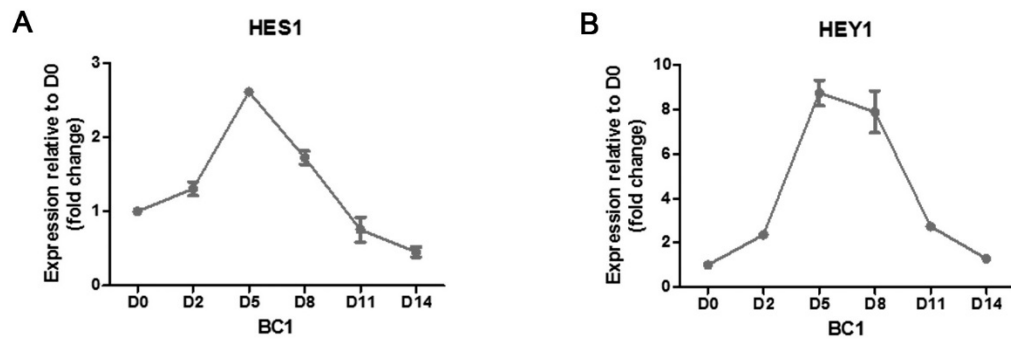 A
HES1
Expression relative to D0
(fold change)
3
2
1
0
D0 D2 D5 D8 D11 D14
BC1
B
HEY1
Expression relative to D0
(fold change)
10
8
6
4
2
0
D0 D2 D5 D8 D11 D14
BC1